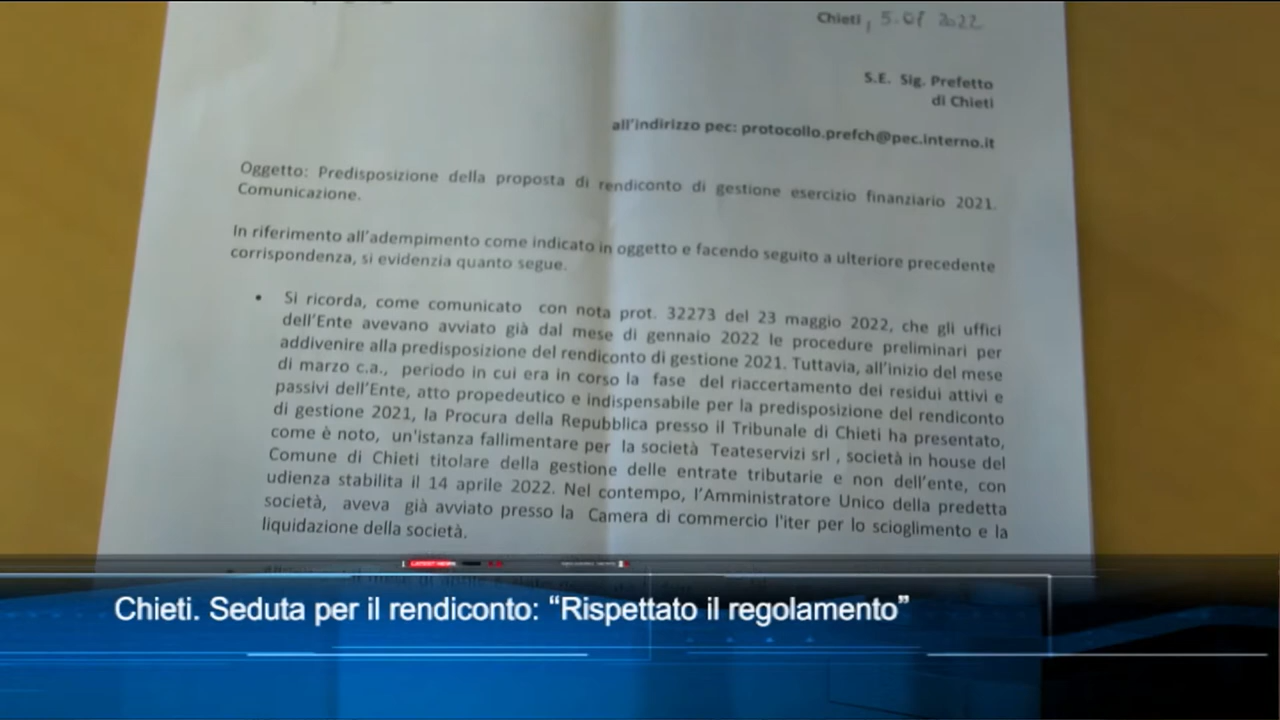 Chieti, 5.07 2022
S.E. Sig. Prefetto
di Chieti
all'indirizzo pec: protocollo.prefch@pec.interno.it
Oggetto: Predisposizione della proposta di rendiconto di gestione esercizio finanziario 2021.
Comunicazione.
In riferimento all'adempimento come indicato in oggetto e facendo seguito a ulteriore precedente
corrispondenza, si evidenzia quanto segue.
• Si ricorda, come comunicato con nota prot. 32273 del 23 maggio 2022, che gli uffici
dell'Ente avevano avviato già dal mese di gennaio 2022 le procedure preliminari per
addivenire alla predisposizione del rendiconto di gestione 2021. Tuttavia, all'inizio del mese
di marzo c.a., periodo in cui era in corso la fase del riaccertamento dei residui attivi e
passivi dell'Ente, atto propedeutico e indispensabile per la predisposizione del rendiconto
di gestione 2021, la Procura della Repubblica presso il Tribunale di Chieti ha presentato,
come è noto, un'istanza fallimentare per la società Teateservizi srl , società in house del
Comune di Chieti titolare della gestione delle entrate tributarie e non dell'ente, con
udienza stabilita il 14 aprile 2022. Nel contempo, l'Amministratore Unico della predetta
società, aveva già avviato presso la Camera di commercio l'iter per lo scioglimento e la
liquidazione della società.
LATEST NEWS
Chieti. Seduta per il rendiconto: “Rispettato il regolamento”